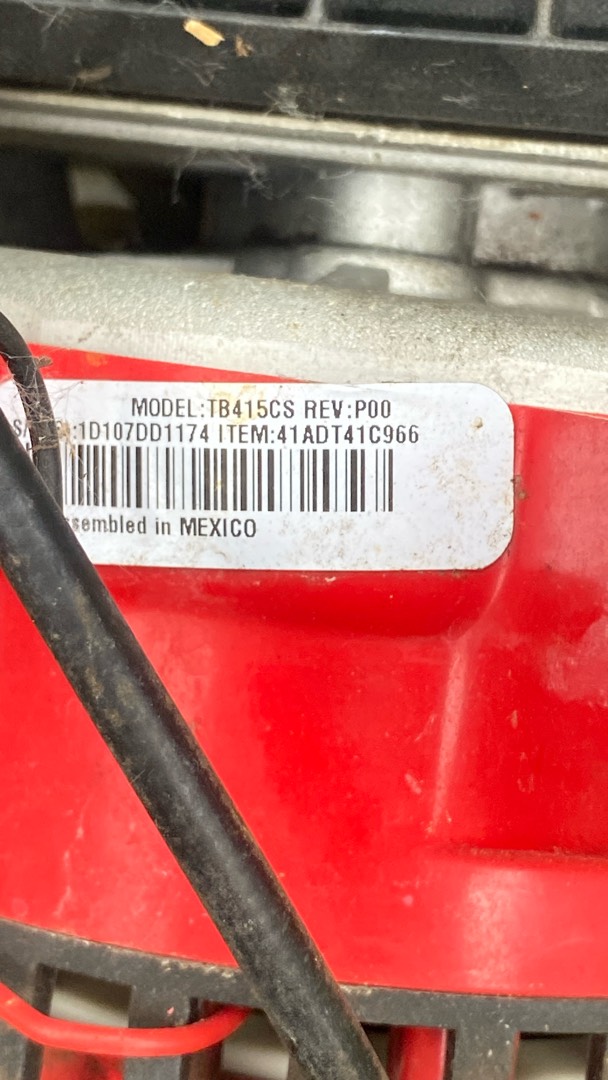 MODEL:TB415CS REV:P00
:1D107DD1174 ITEM:41ADT41C966
ssembled in MEXICO